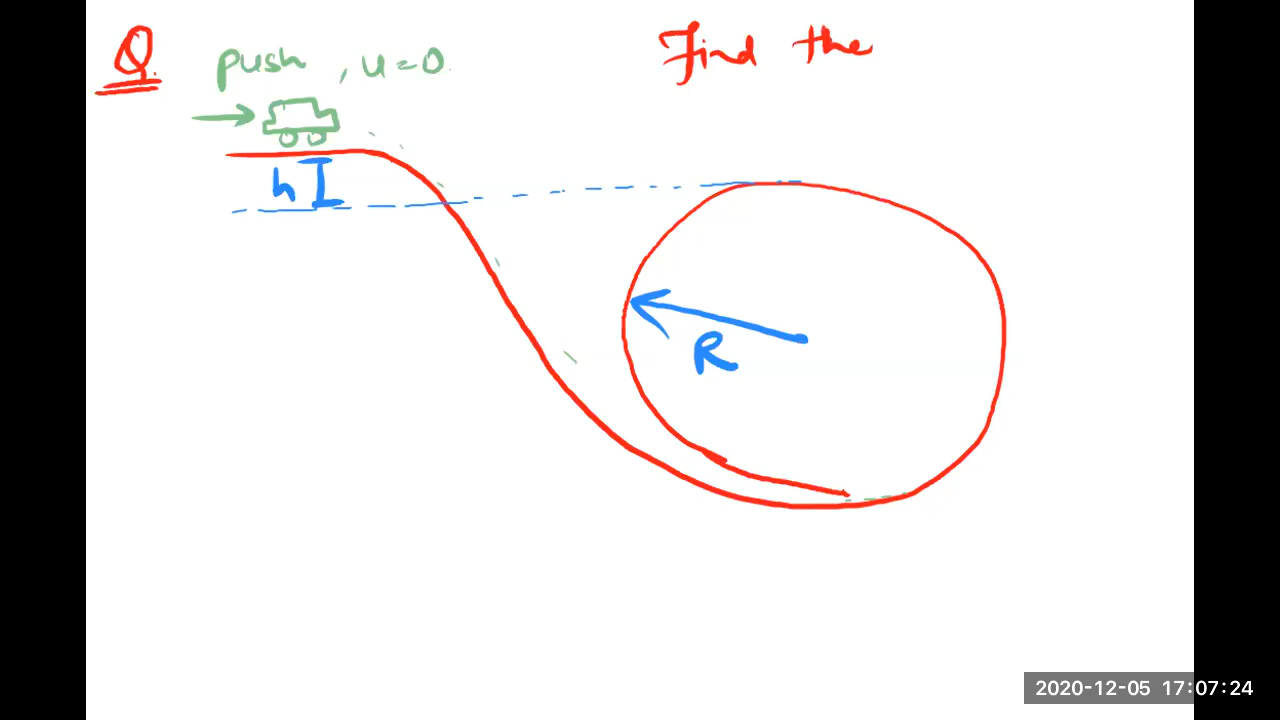 Q
push, u=0.
Find the
h
R
2020-12-05 17:07:24